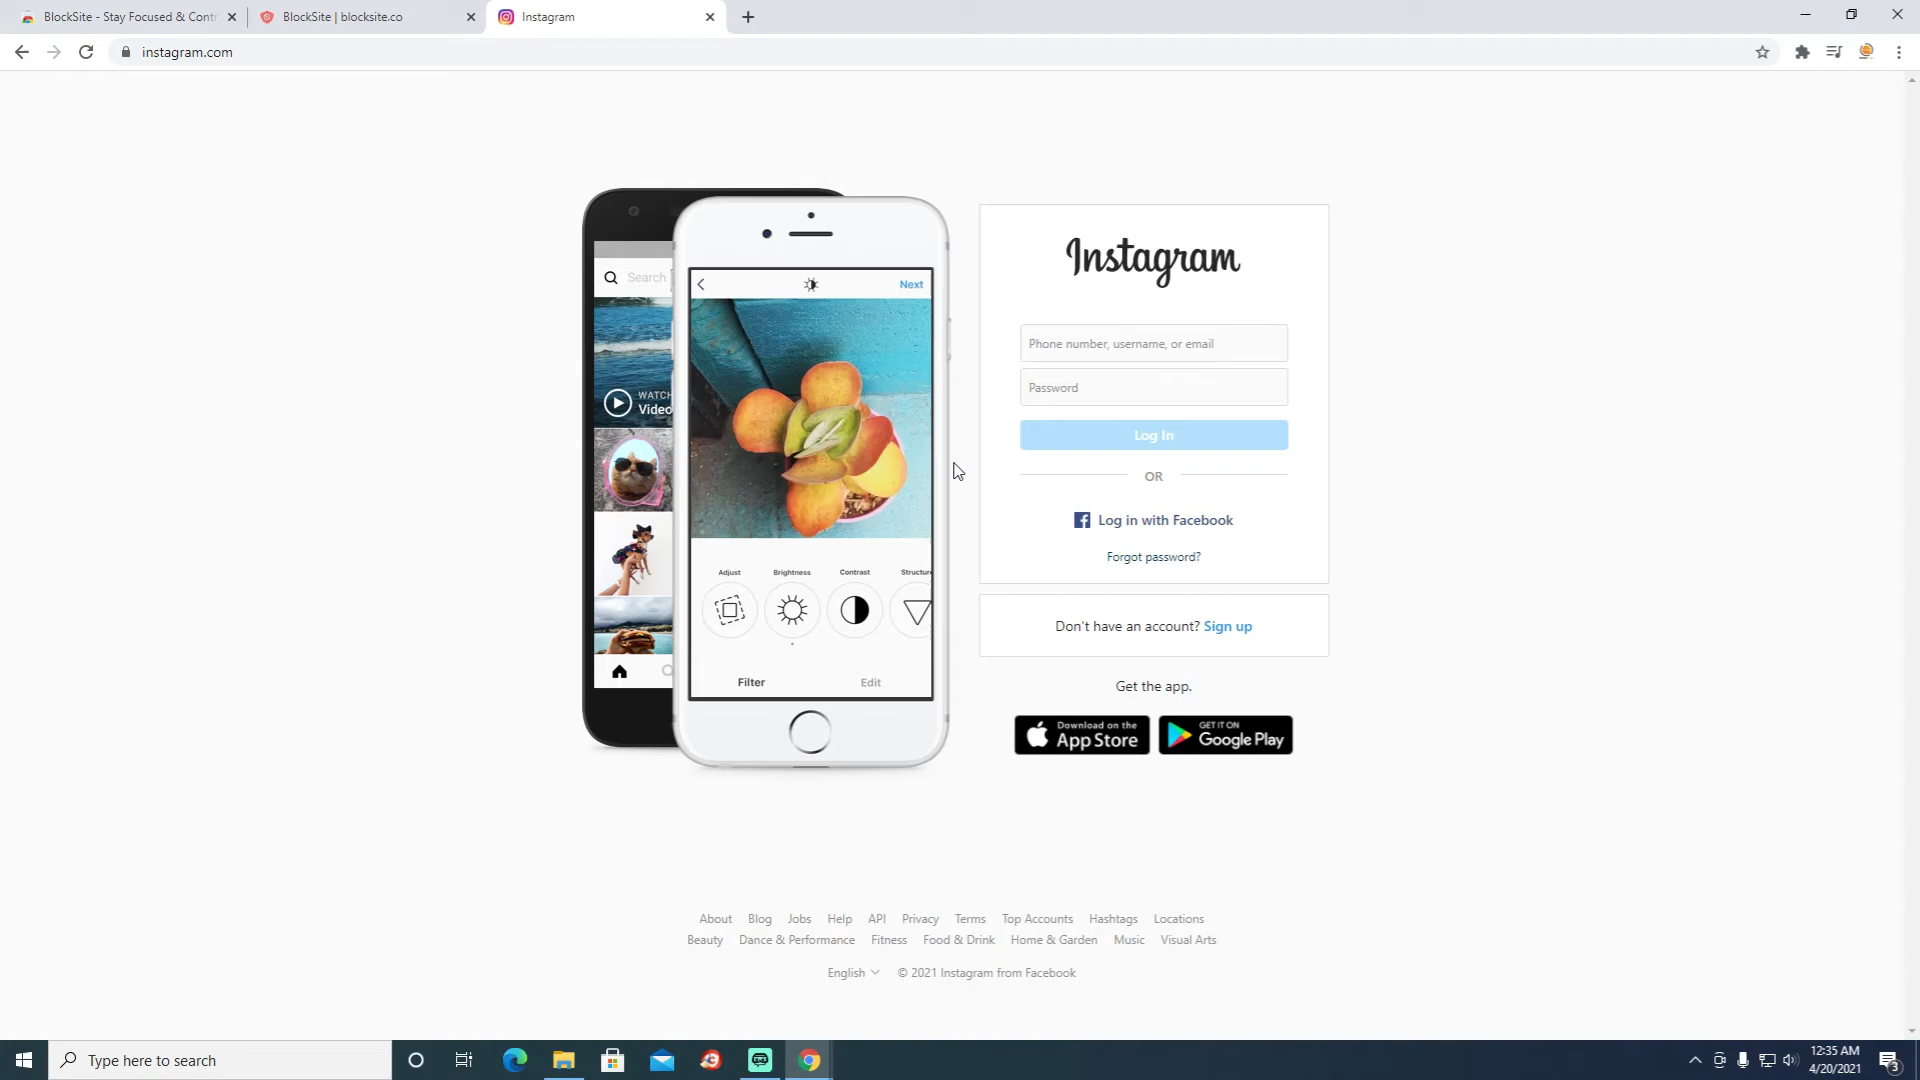 BlockSite - Stay Focused & Contr
BlockSite | blocksite.co
Instagram
instagram.com
Search
WATCH
Video
Next
Adjust
Brightness
Contrast
Structure
Filter
Edit
Instagram
Phone number, username, or email
Password
Log In
OR
Log in with Facebook
Forgot password?
Don't have an account? Sign up
Get the app.
Download on the
App Store
GET IT ON
Google Play
About Blog Jobs Help API Privacy Terms Top Accounts Hashtags Locations
Beauty Dance & Performance Fitness Food & Drink Home & Garden Music Visual Arts
English © 2021 Instagram from Facebook
Type here to search
12:35 AM
4/20/2021
3